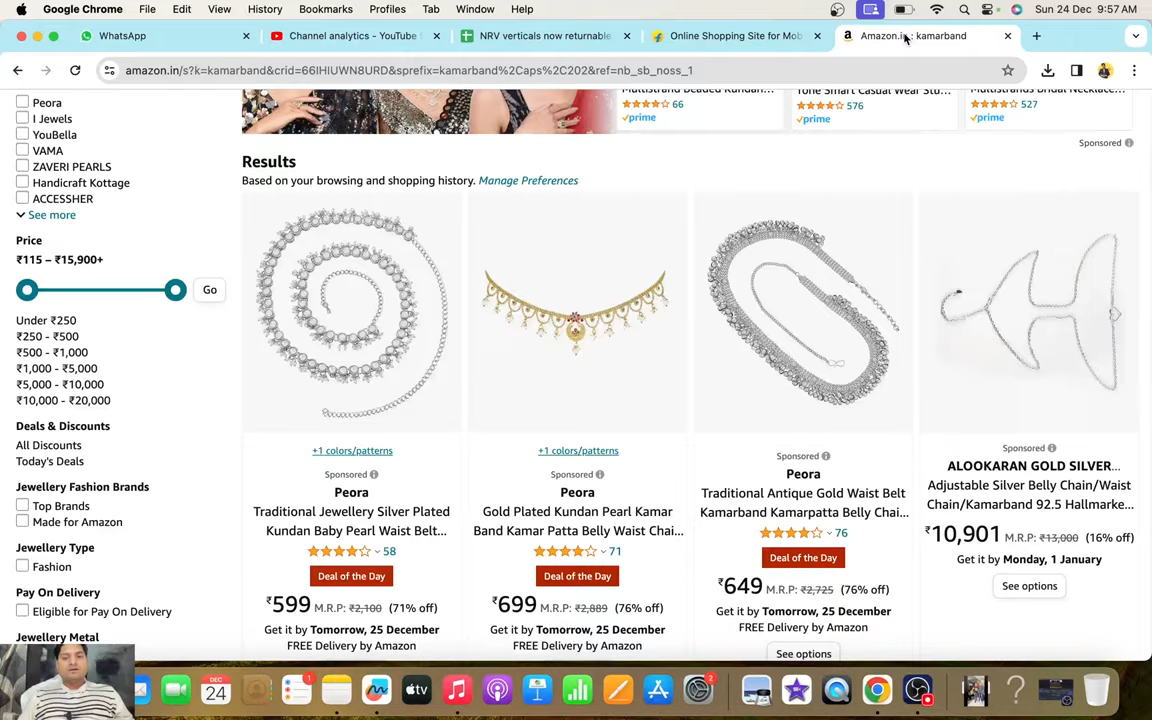 Google Chrome File Edit View History Bookmarks Profiles Tab Window Help Sun 24 Dec 9:57 AM
WhatsApp Channel analytics - YouTube NRV verticals now returnable Online Shopping Site for Mob Amazon.in : kamarband
amazon.in/s?k=kamarband&crid=66IHIUWN8URD&sprefix=kamarband%2Caps%2C202&ref=nb_sb_noss_1
Peora
I Jewels
YouBella
VAMA
ZAVERI PEARLS
Handicraft Kottage
ACCESSHER
See more
Price
₹115 – ₹15,900+
Go
Under ₹250
₹250 - ₹500
₹500 - ₹1,000
₹1,000 - ₹5,000
₹5,000 - ₹10,000
₹10,000 - ₹20,000
Deals & Discounts
All Discounts
Today's Deals
Jewellery Fashion Brands
Top Brands
Made for Amazon
Jewellery Type
Fashion
Pay On Delivery
Eligible for Pay On Delivery
Jewellery Metal
Multistrand Beaded Kundan...
66
prime
Tone Smart Casual Wear Stu...
576
prime
Multistrands Bridal Necklace...
527
prime
Sponsored
Results
Based on your browsing and shopping history. Manage Preferences
+1 colors/patterns
Sponsored
Peora
Traditional Jewellery Silver Plated
Kundan Baby Pearl Waist Belt...
58
Deal of the Day
₹599 M.R.P: ₹2,100 (71% off)
Get it by Tomorrow, 25 December
FREE Delivery by Amazon
+1 colors/patterns
Sponsored
Peora
Gold Plated Kundan Pearl Kamar
Band Kamar Patta Belly Waist Chai...
71
Deal of the Day
₹699 M.R.P: ₹2,889 (76% off)
Get it by Tomorrow, 25 December
FREE Delivery by Amazon
Sponsored
Peora
Traditional Antique Gold Waist Belt
Kamarband Kamarpatta Belly Chai...
76
Deal of the Day
₹649 M.R.P: ₹2,725 (76% off)
Get it by Tomorrow, 25 December
FREE Delivery by Amazon
See options
Sponsored
ALOOKARAN GOLD SILVER...
Adjustable Silver Belly Chain/Waist
Chain/Kamarband 92.5 Hallmarke...
₹10,901 M.R.P: ₹13,000 (16% off)
Get it by Monday, 1 January
See options
DEC
24
1
tv
2